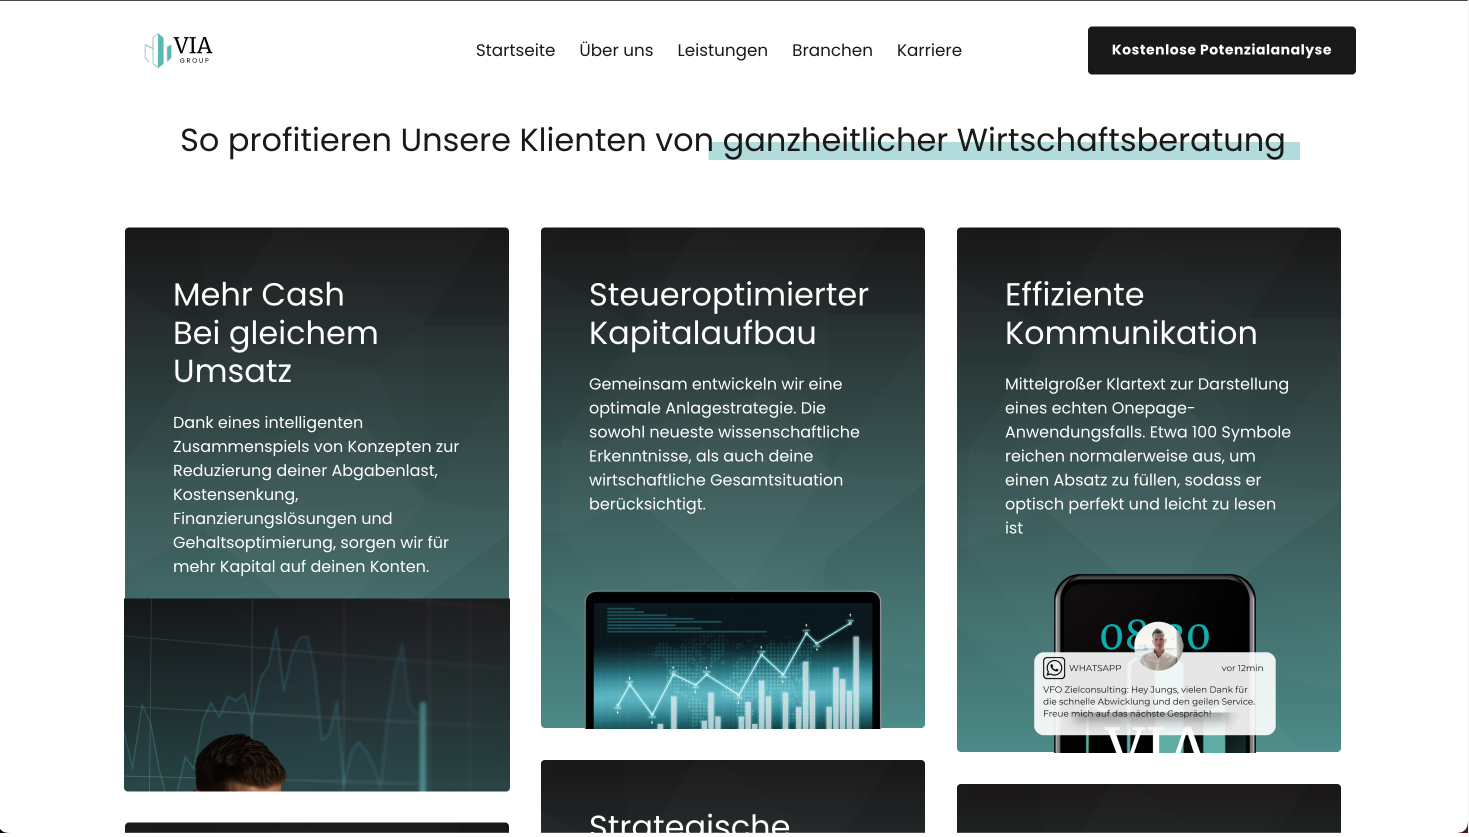 VIA
GROUP
Startseite
Über uns
Leistungen
Branchen
Karriere
Kostenlose Potenzialanalyse
So profitieren Unsere Klienten von ganzheitlicher Wirtschaftsberatung
Mehr Cash
Bei gleichem
Umsatz
Dank eines intelligenten
Zusammenspiels von Konzepten zur
Reduzierung deiner Abgabenlast,
Kostensenkung,
Finanzierungslösungen und
Gehaltsoptimierung, sorgen wir für
mehr Kapital auf deinen Konten.
Steueroptimierter
Kapitalaufbau
Gemeinsam entwickeln wir eine
optimale Anlagestrategie. Die
sowohl neueste wissenschaftliche
Erkenntnisse, als auch deine
wirtschaftliche Gesamtsituation
berücksichtigt.
Effiziente
Kommunikation
Mittelgroßer Klartext zur Darstellung
eines echten Onepage-
Anwendungsfalls. Etwa 100 Symbole
reichen normalerweise aus, um
einen Absatz zu füllen, sodass er
optisch perfekt und leicht zu lesen
ist
WHATSAPP
vor 12min
VFO Zielconsulting: Hey Jungs, vielen Dank für
die schnelle Abwicklung und den geilen Service.
Freue mich auf das nächste Gespräch!
VIA
Strategische